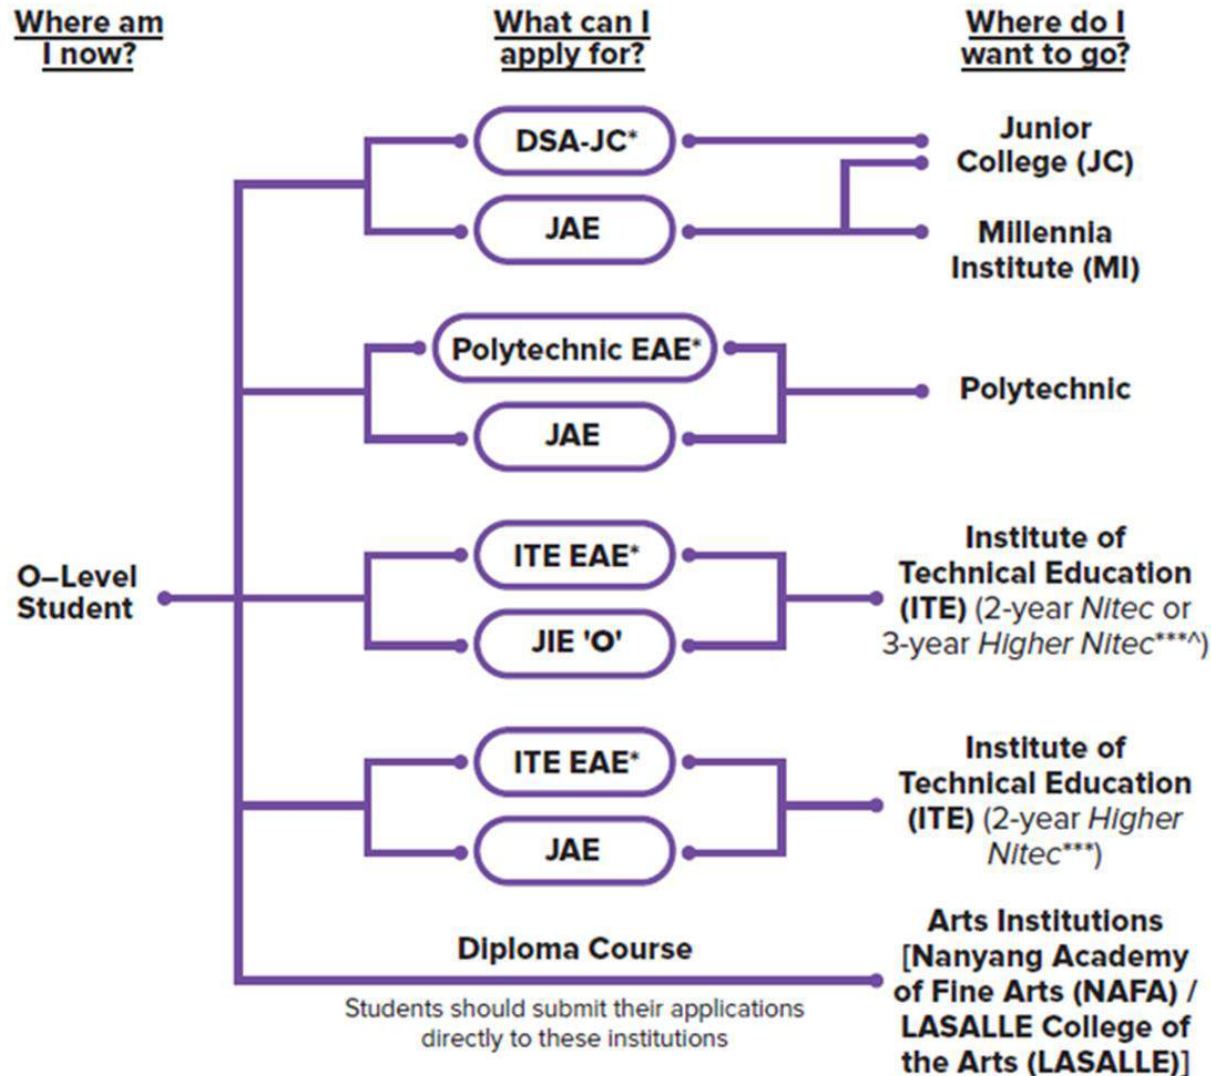 Where am
I now?
What can I
apply for?
Where do I
want to go?
DSA-JC*
Junior
College (JC)
JAE
Millennia
Institute (MI)
Polytechnic EAE*
JAE
Polytechnic
O–Level
Student
ITE EAE*
JIE 'O'
Institute of
Technical Education
(ITE) (2-year Nitec or
3-year Higher Nitec***^)
ITE EAE*
JAE
Institute of
Technical Education
(ITE) (2-year Higher
Nitec***)
Diploma Course
Students should submit their applications
directly to these institutions
Arts Institutions
[Nanyang Academy
of Fine Arts (NAFA) /
LASALLE College of
the Arts (LASALLE)]